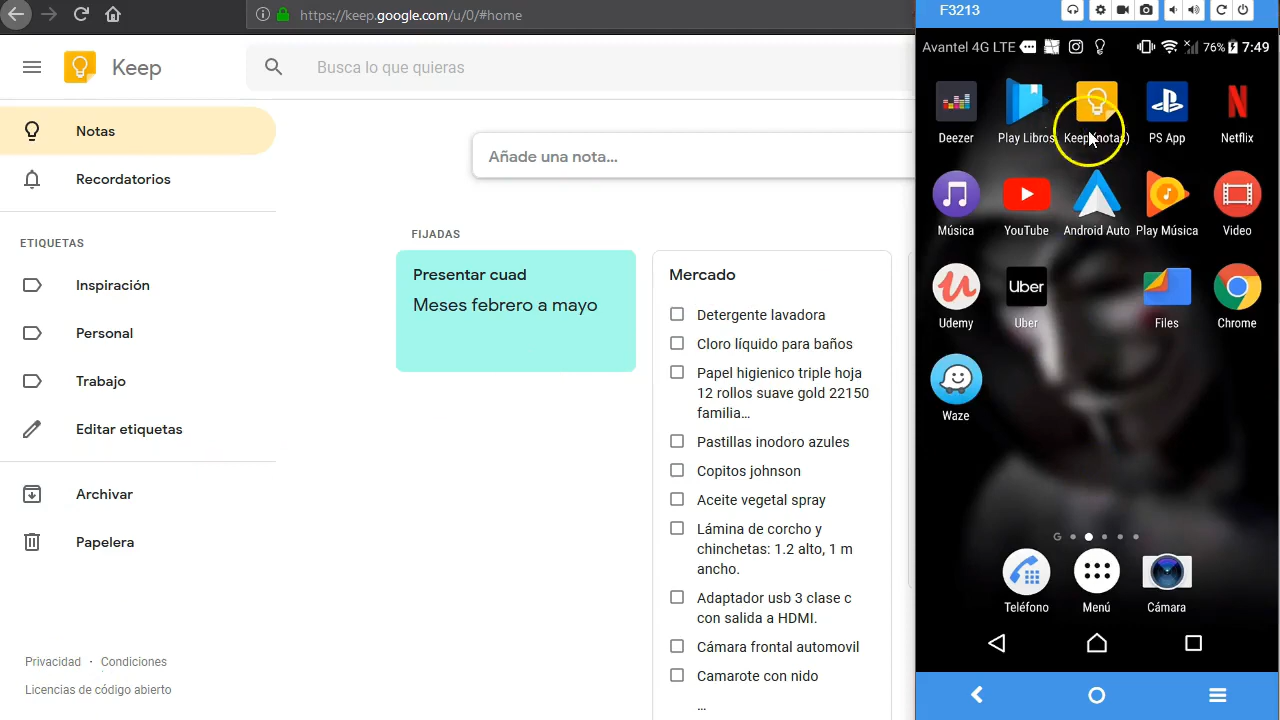 https://keep.google.com/u/0/#home
Keep
Busca lo que quieras
Notas
Recordatorios
ETIQUETAS
Inspiración
Personal
Trabajo
Editar etiquetas
Archivar
Papelera
Privacidad · Condiciones
Licencias de código abierto
Añade una nota...
FIJADAS
Presentar cuad
Meses febrero a mayo
Mercado
Detergente lavadora
Cloro líquido para baños
Papel higienico triple hoja
12 rollos suave gold 22150
familia...
Pastillas inodoro azules
Copitos johnson
Aceite vegetal spray
Lámina de corcho y
chinchetas: 1.2 alto, 1 m
ancho.
Adaptador usb 3 clase c
con salida a HDMI.
Cámara frontal automovil
Camarote con nido
...
F3213
Avantel 4G LTE 76% 7:49
Deezer Play Libros Keep (notas) PS App Netflix
Música YouTube Android Auto Play Música Video
Uber
Udemy Uber Files Chrome
Waze
G
Teléfono Menú Cámara